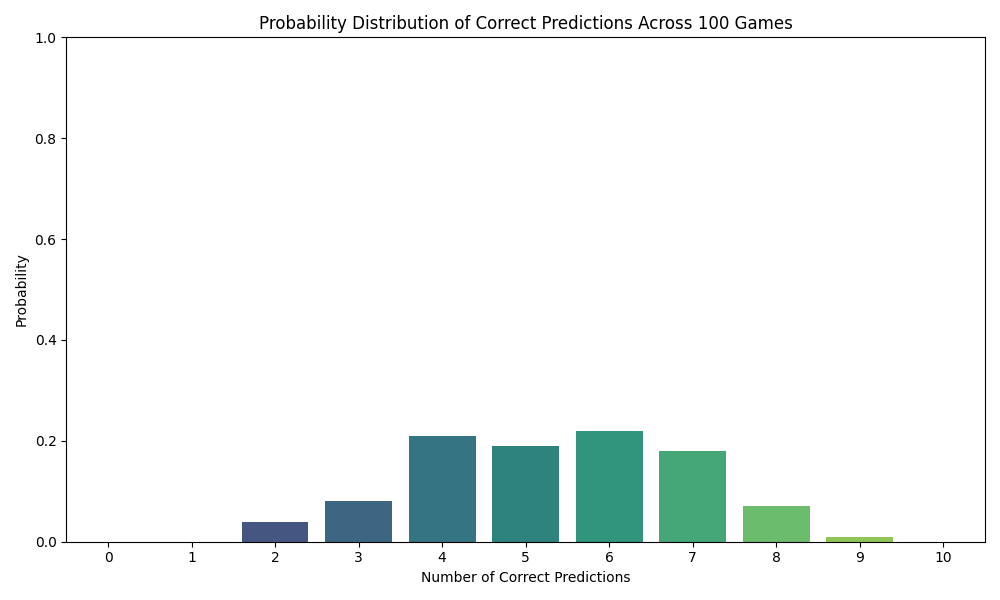 Probability Distribution of Correct Predictions Across 100 Games
1.0
0.8
0.6
0.4
0.2
0.0
Probability
0 1 2 3 4 5 6 7 8 9 10
Number of Correct Predictions